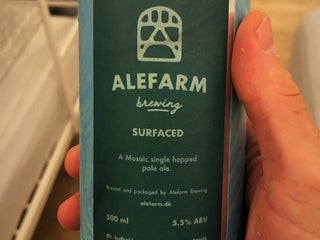 ALEFARM
brewing
SURFACED
A Mosaic single hopped
pale ale.
Brewed and packaged by Alefarm Brewing
alefarm.dk
500 ml 5.5% ABV